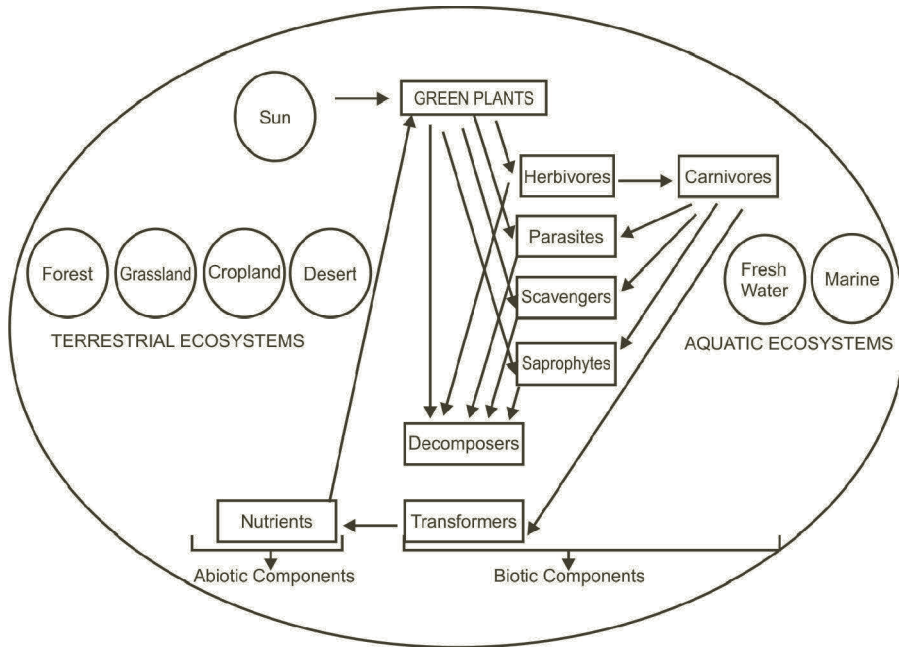 GREEN PLANTS
Sun
Herbivores
Carnivores
Parasites
Forest
Grassland
Cropland
Desert
Scavengers
Fresh
Water
Marine
TERRESTRIAL ECOSYSTEMS
AQUATIC ECOSYSTEMS
Saprophytes
Decomposers
Nutrients
Transformers
Abiotic Components
Biotic Components